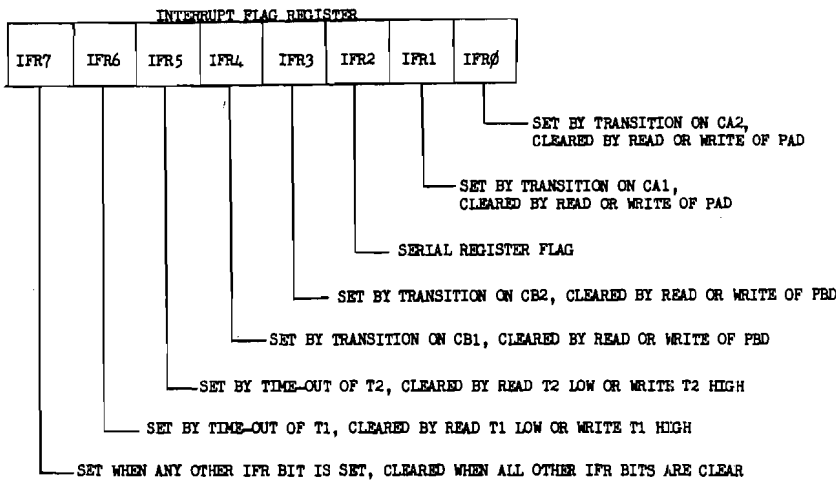 INTERRUPT FLAG REGISTER
IFR7 IFR6 IFR5 IFR4 IFR3 IFR2 IFR1 IFRØ
SET BY TRANSITION ON CA2,
CLEARED BY READ OR WRITE OF PAD
SET BY TRANSITION ON CA1,
CLEARED BY READ OR WRITE OF PAD
SERIAL REGISTER FLAG
SET BY TRANSITION ON CB2, CLEARED BY READ OR WRITE OF PBD
SET BY TRANSITION ON CB1, CLEARED BY READ OR WRITE OF PBD
SET BY TIME-OUT OF T2, CLEARED BY READ T2 LOW OR WRITE T2 HIGH
SET BY TIME-OUT OF T1, CLEARED BY READ T1 LOW OR WRITE T1 HIGH
SET WHEN ANY OTHER IFR BIT IS SET, CLEARED WHEN ALL OTHER IFR BITS ARE CLEAR